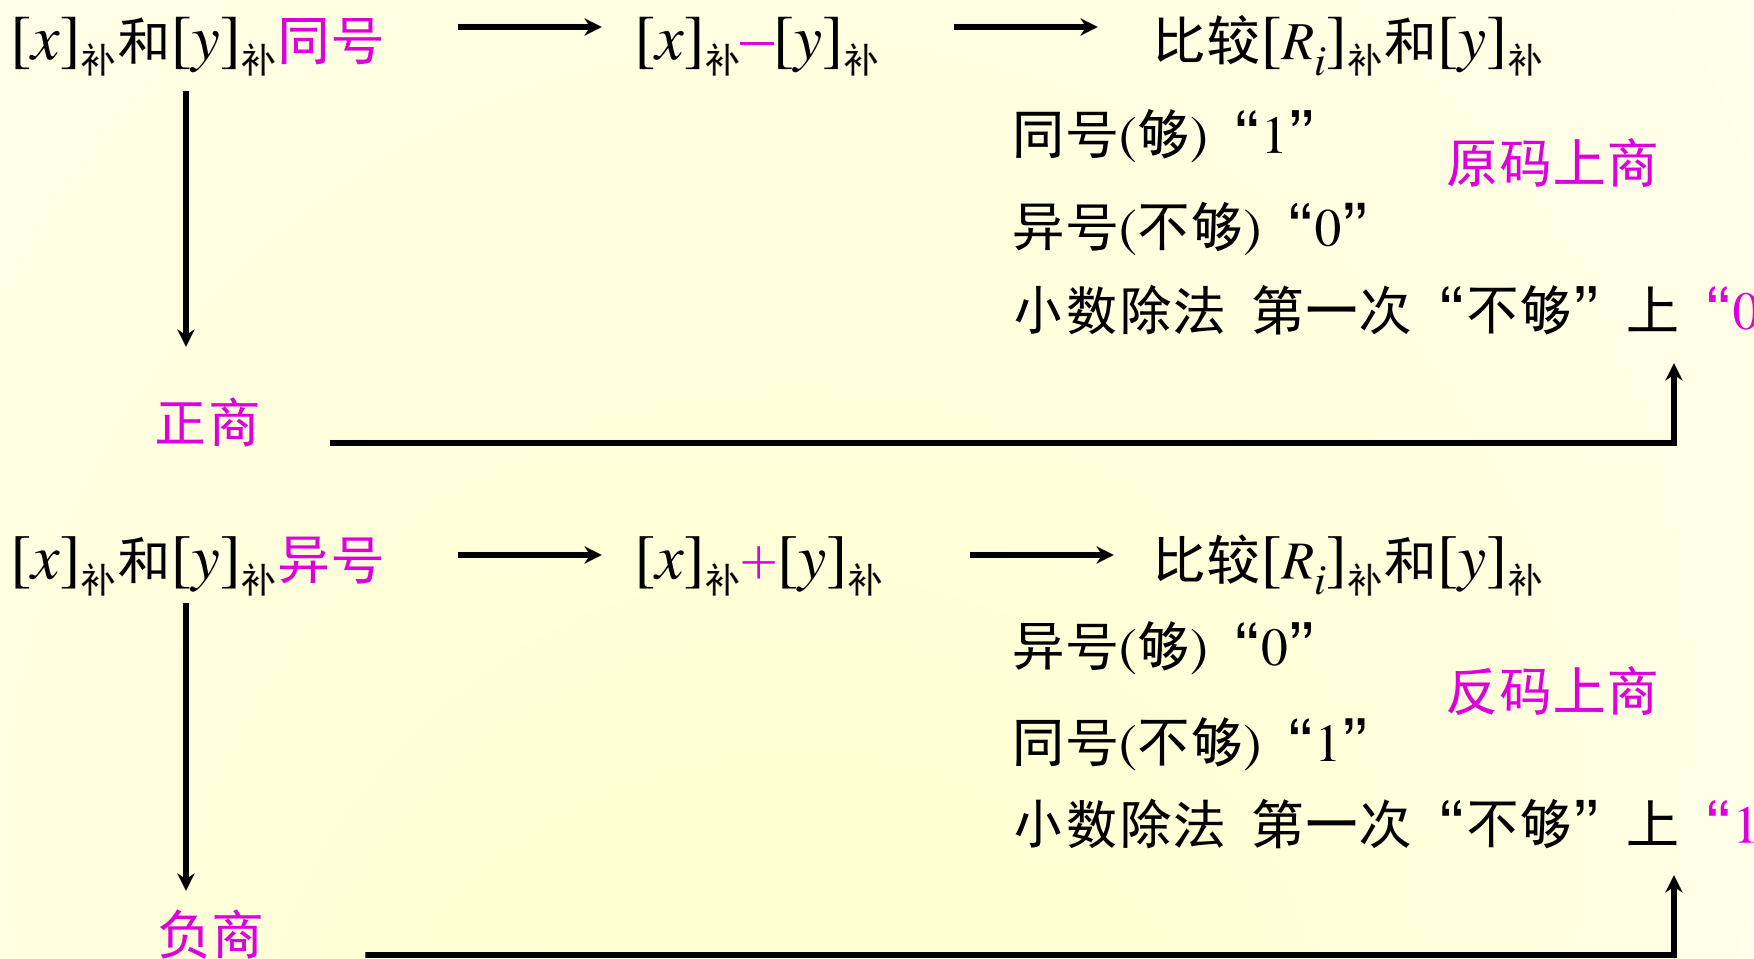 [x]补和[y]补同号 [x]补−[y]补 比较[Ri]补和[y]补
同号(够) “1”
原码上商
异号(不够) “0”
小数除法 第一次 “不够” 上 “0
正商
[x]补和[y]补异号 [x]补+[y]补 比较[Ri]补和[y]补
异号(够) “0”
反码上商
同号(不够) “1”
小数除法 第一次 “不够” 上 “1
负商